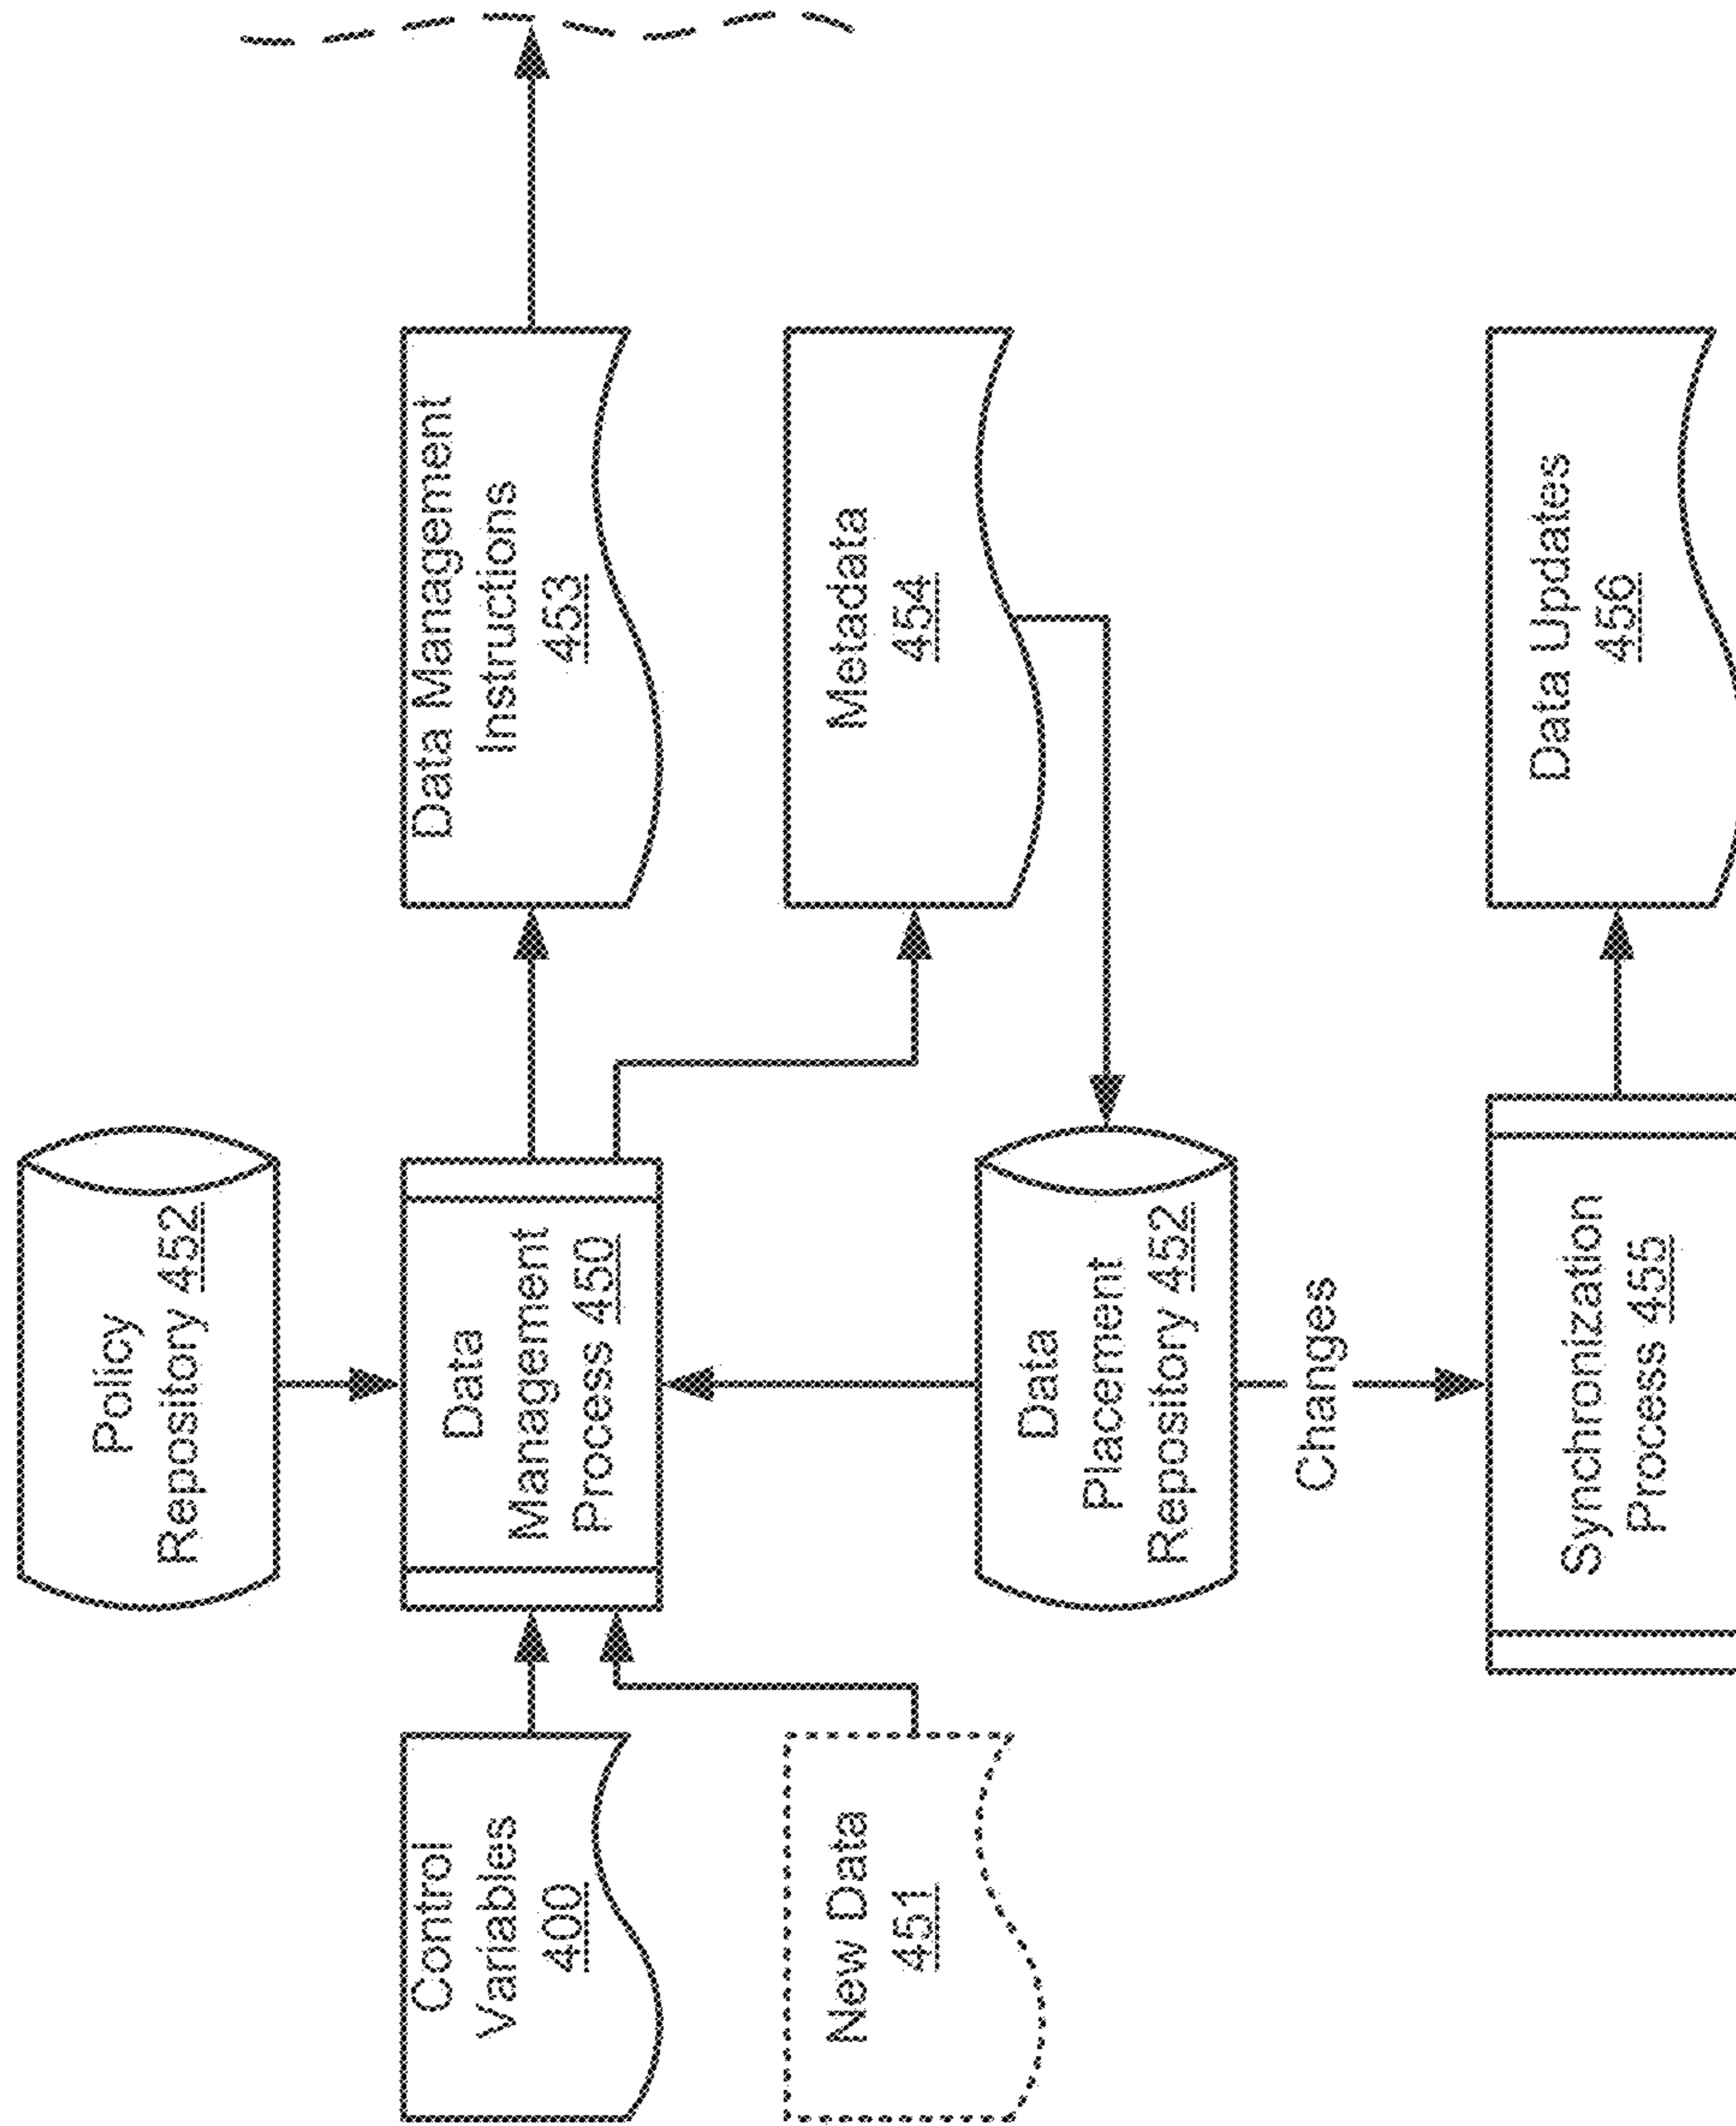 Policy
Repository 452
Control
Variables
400
Data
Management
Process 450
Data Management
Instructions
453
New Data
451
Metadata
454
Data
Placement
Repository 452
Changes
Synchronization
Process 455
Data Updates
456